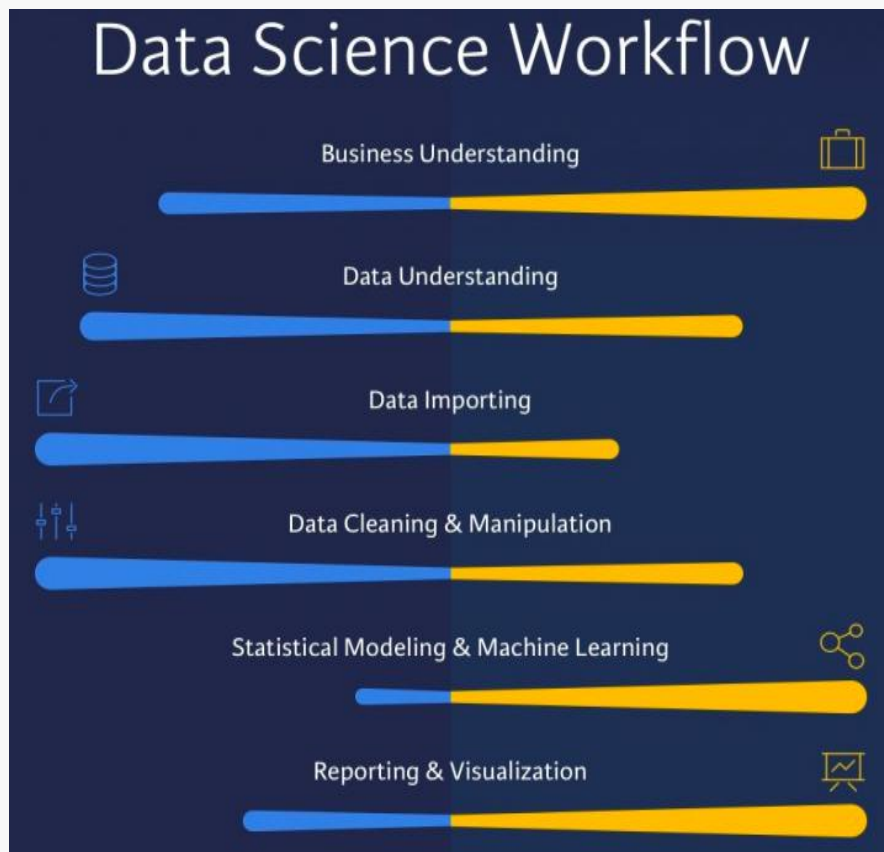 Data Science Workflow
Business Understanding
Data Understanding
Data Importing
Data Cleaning & Manipulation
Statistical Modeling & Machine Learning
Reporting & Visualization